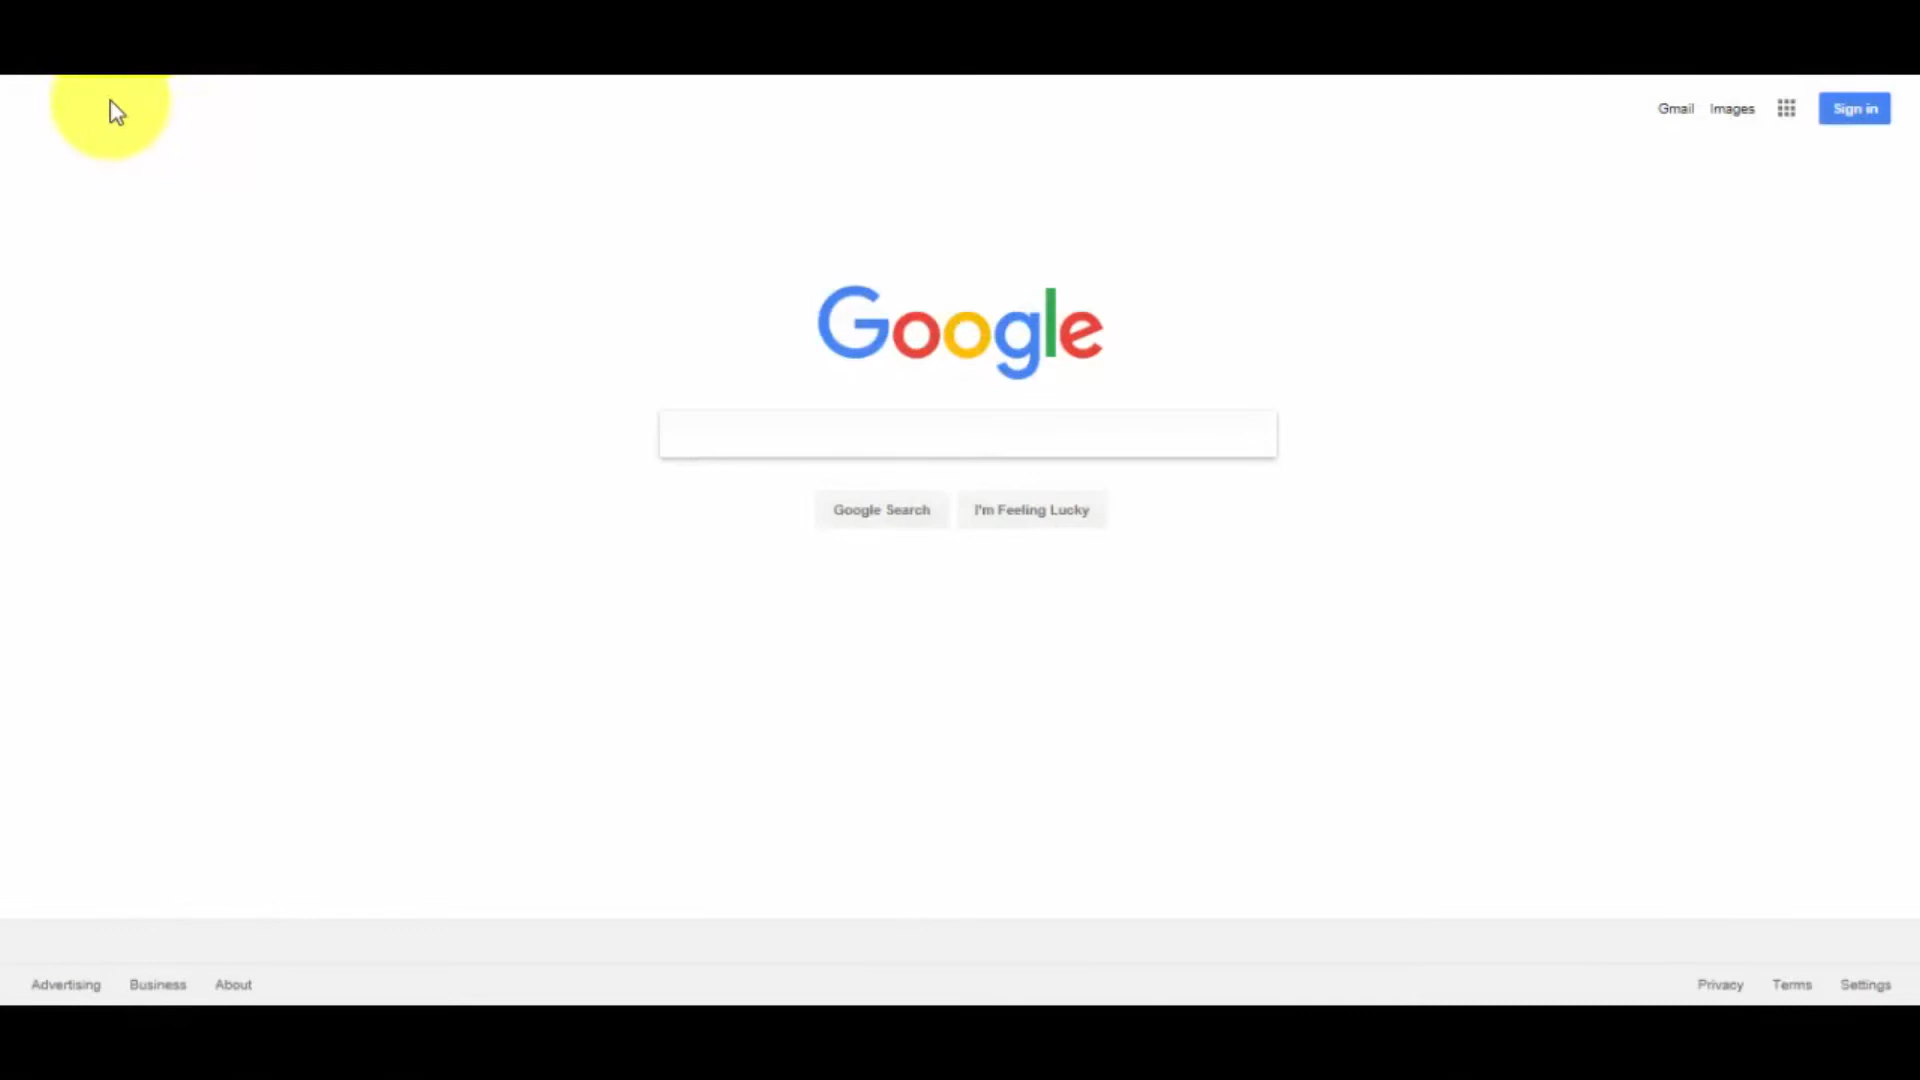 Gmail Images Sign in
Google
Google Search I'm Feeling Lucky
Advertising Business About Privacy Terms Settings